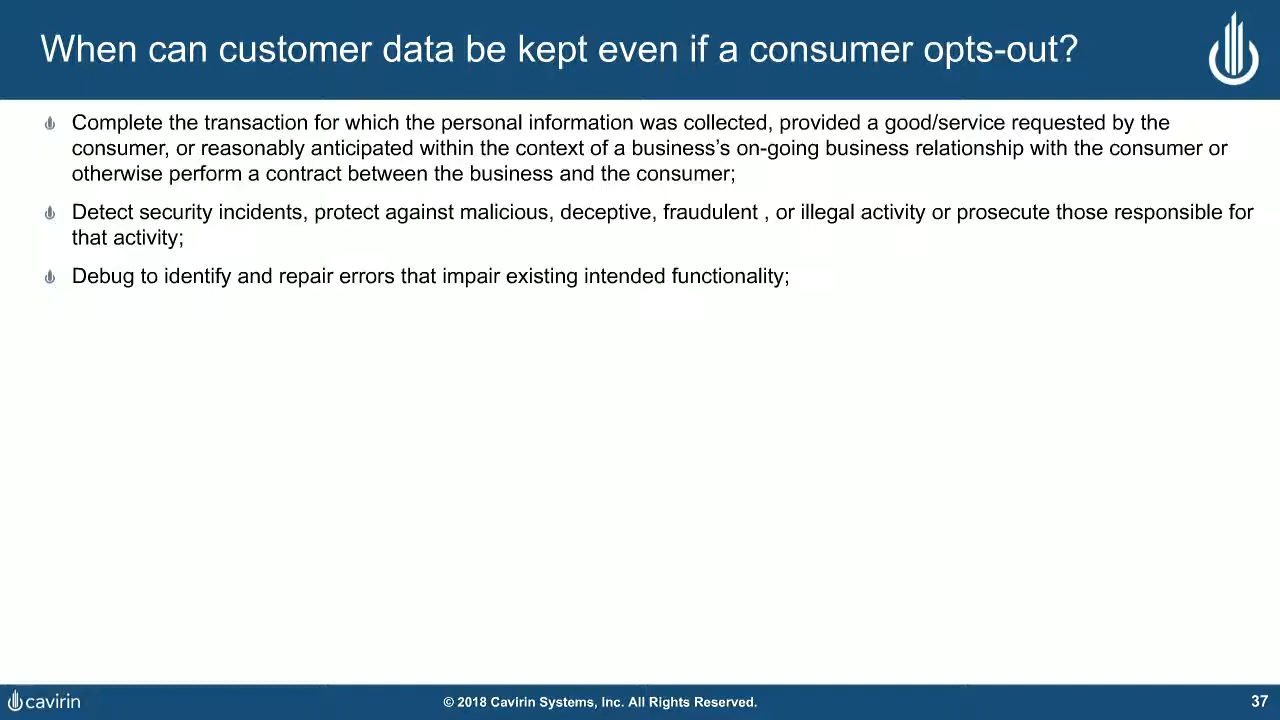 When can customer data be kept even if a consumer opts-out?
Complete the transaction for which the personal information was collected, provided a good/service requested by the
consumer, or reasonably anticipated within the context of a business’s on-going business relationship with the consumer or
otherwise perform a contract between the business and the consumer;
Detect security incidents, protect against malicious, deceptive, fraudulent , or illegal activity or prosecute those responsible for
that activity;
Debug to identify and repair errors that impair existing intended functionality;
cavirin
© 2018 Cavirin Systems, Inc. All Rights Reserved.
37